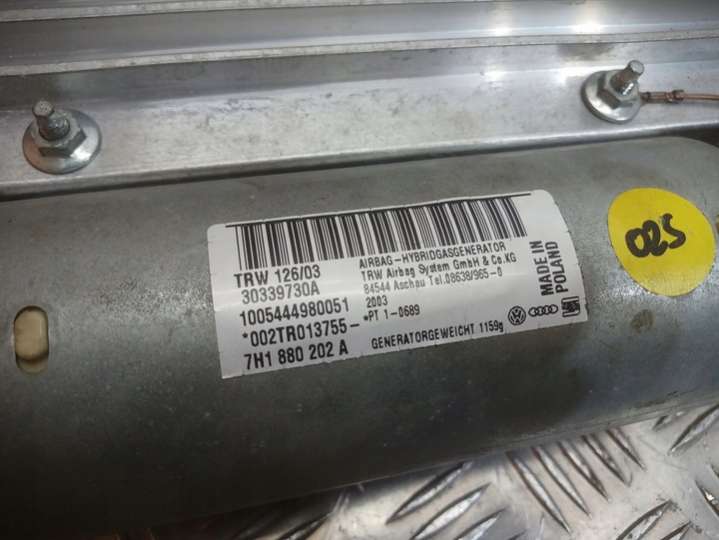 TRW 126/03
30339730A
1005444980051
*002TR013755-
7H1 880 202 A
AIRBAG-HYBRIDGASGENERATOR
TRW Airbag System GmbH & Co.KG
84544 Aschau Tel.08638/965-0
2003
*PT 1-0689
GENERATORGEWEICHT 1159g
MADE IN
POLAND
025